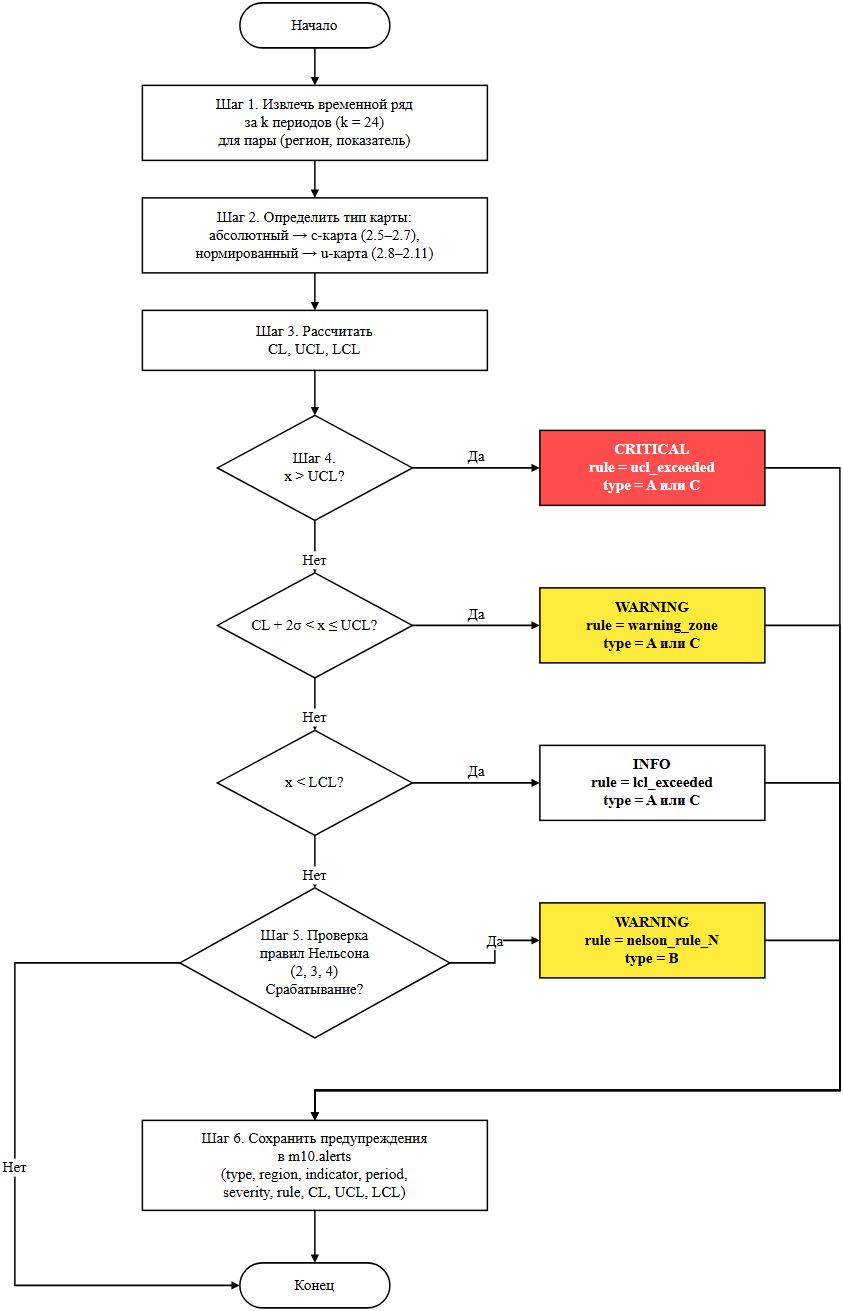 Начало
Шаг 1. Извлечь временной ряд
за k периодов (k = 24)
для пары (регион, показатель)
Шаг 2. Определить тип карты:
абсолютный → c-карта (2.5–2.7),
нормированный → u-карта (2.8–2.11)
Шаг 3. Рассчитать
CL, UCL, LCL
Шаг 4.
x > UCL?
Да
CRITICAL
rule = ucl_exceeded
type = A или C
Нет
CL + 2σ < x ≤ UCL?
Да
WARNING
rule = warning_zone
type = A или C
Нет
x < LCL?
Да
INFO
rule = lcl_exceeded
type = A или C
Нет
Шаг 5. Проверка
правил Нельсона
(2, 3, 4)
Срабатывание?
Да
WARNING
rule = nelson_rule_N
type = B
Шаг 6. Сохранить предупреждения
в m10.alerts
(type, region, indicator, period,
severity, rule, CL, UCL, LCL)
Нет
Конец